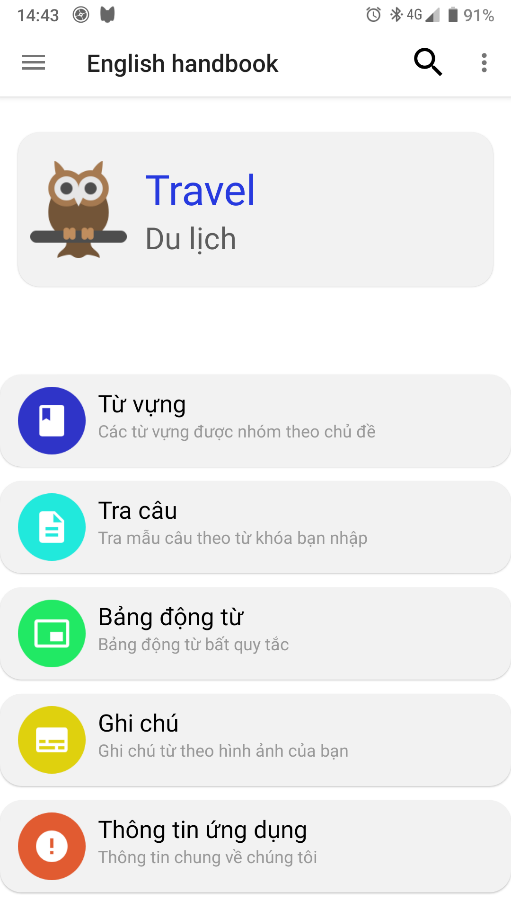 14:43 4G 91%
English handbook
Travel
Du lịch
Từ vựng
Các từ vựng được nhóm theo chủ đề
Tra câu
Tra mẫu câu theo từ khóa bạn nhập
Bảng động từ
Bảng động từ bất quy tắc
Ghi chú
Ghi chú từ theo hình ảnh của bạn
Thông tin ứng dụng
Thông tin chung về chúng tôi